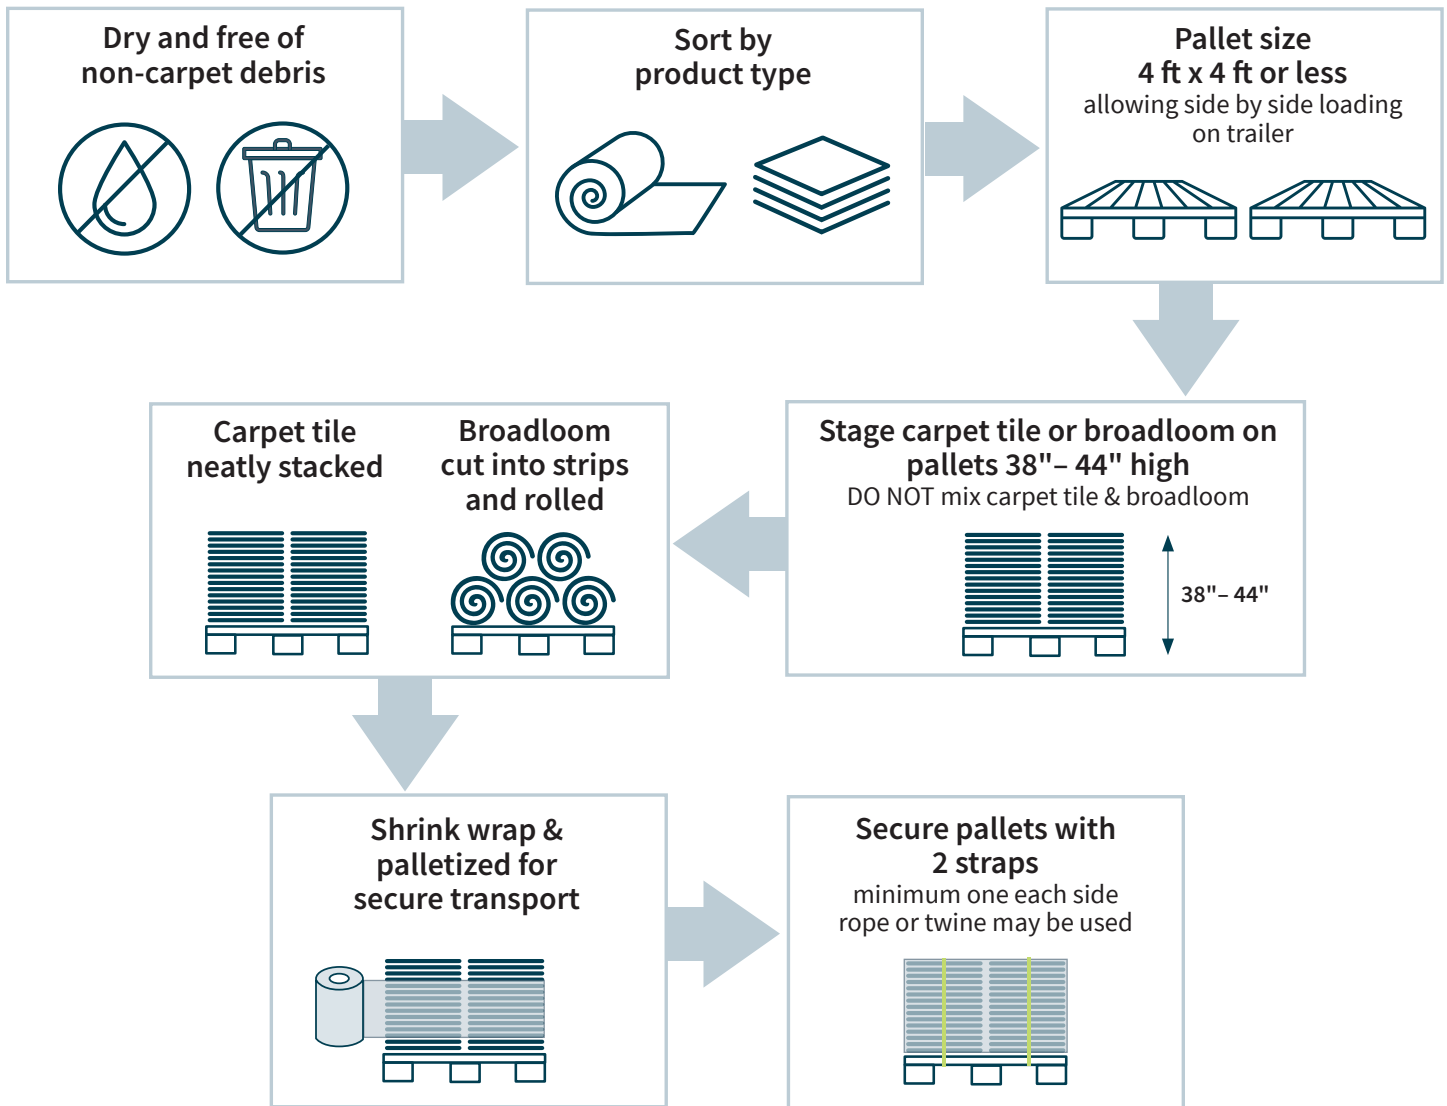 Dry and free of
non-carpet debris
Sort by
product type
Pallet size
4 ft x 4 ft or less
allowing side by side loading
on trailer
Stage carpet tile or broadloom on
pallets 38"– 44" high
DO NOT mix carpet tile & broadloom
38"– 44"
Carpet tile
neatly stacked
Broadloom
cut into strips
and rolled
Shrink wrap &
palletized for
secure transport
Secure pallets with
2 straps
minimum one each side
rope or twine may be used